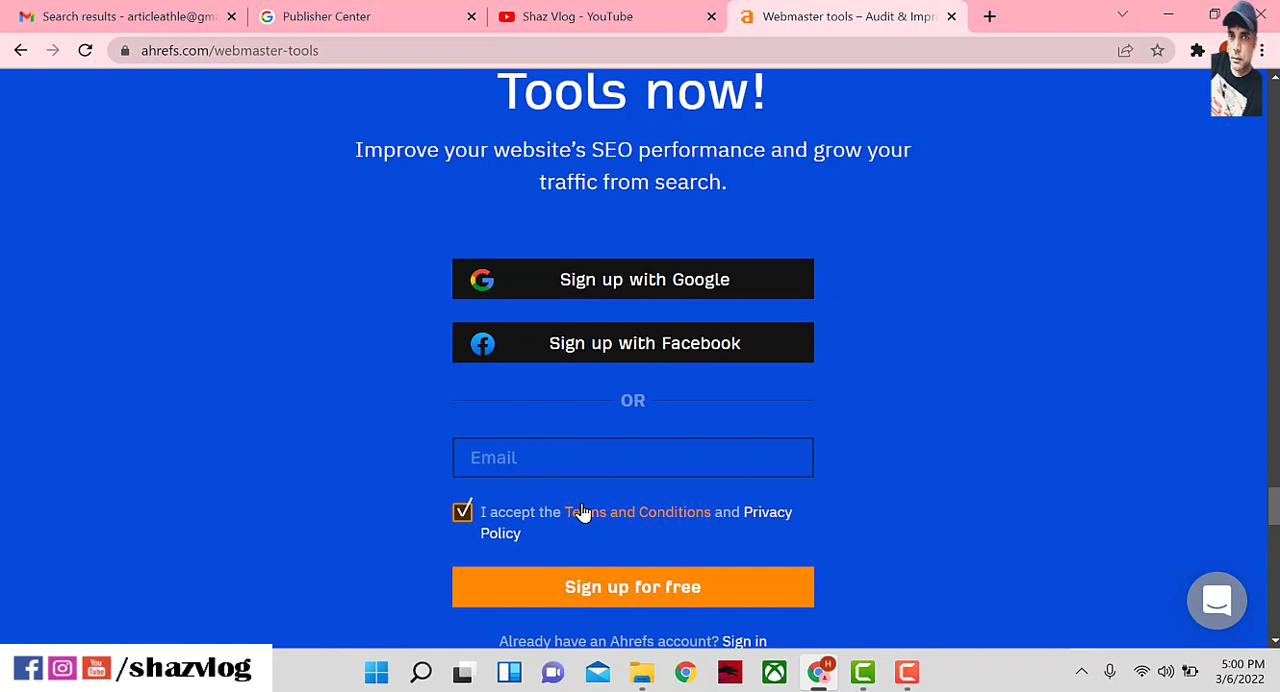 Search results - articleathle@gm
Publisher Center
Shaz Vlog - YouTube
Webmaster tools – Audit & Impr
ahrefs.com/webmaster-tools
Tools now!
Improve your website's SEO performance and grow your
traffic from search.
Sign up with Google
Sign up with Facebook
OR
Email
I accept the Terms and Conditions and Privacy
Policy
Sign up for free
Already have an Ahrefs account? Sign in
You Tube
/shazvlog
5:00 PM
3/6/2022